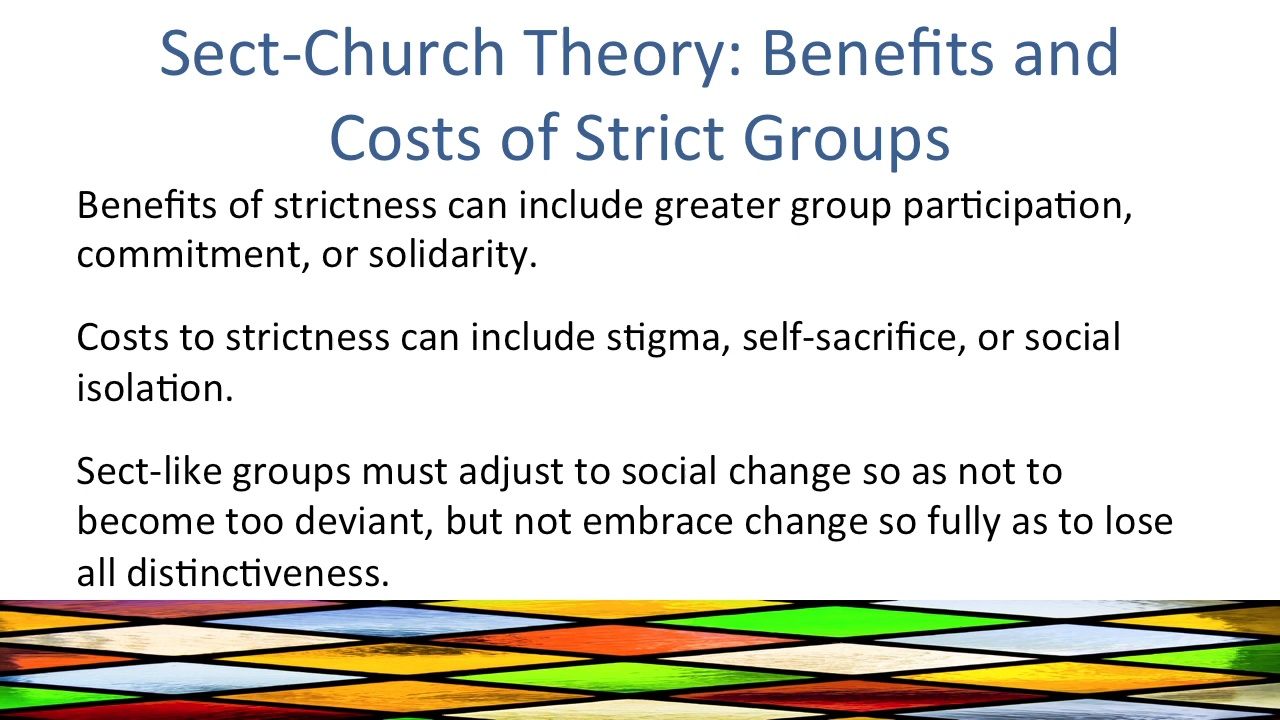 Sect-Church Theory: Benefits and
Costs of Strict Groups
Benefits of strictness can include greater group participation,
commitment, or solidarity.
Costs to strictness can include stigma, self-sacrifice, or social
isolation.
Sect-like groups must adjust to social change so as not to
become too deviant, but not embrace change so fully as to lose
all distinctiveness.